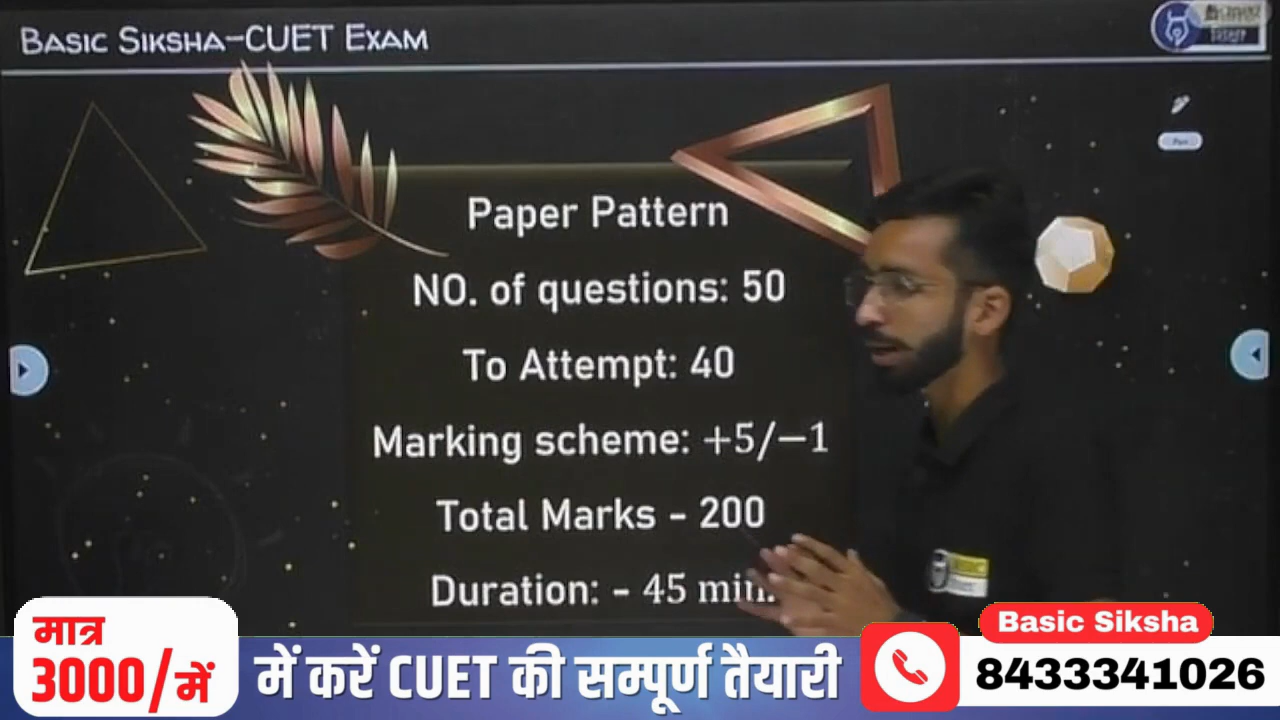 BASIC SIKSHA-CUET EXAM
Paper Pattern
NO. of questions: 50
To Attempt: 40
Marking scheme: +5/−1
Total Marks - 200
Duration: - 45 min.
Pen
मात्र
3000/में
में करें CUET की सम्पूर्ण तैयारी
Basic Siksha
8433341026